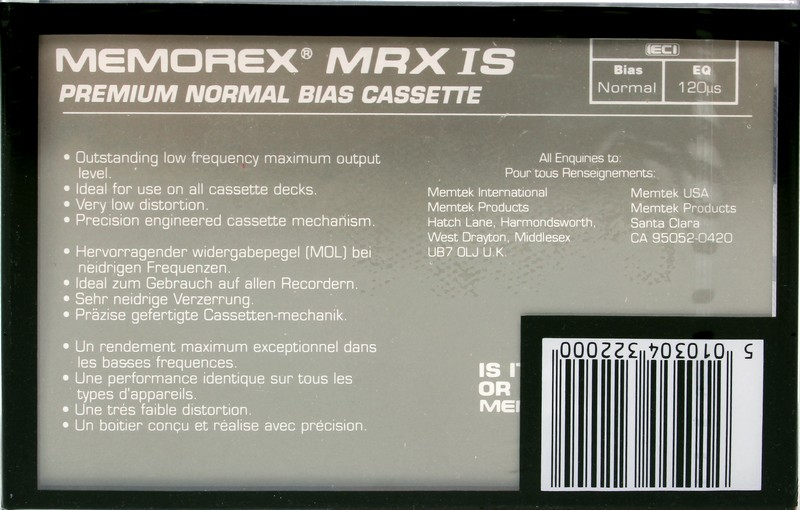 MEMOREX® MRX IS
PREMIUM NORMAL BIAS CASSETTE
IECI
Bias EQ
Normal 120µs
• Outstanding low frequency maximum output
level.
• Ideal for use on all cassette decks.
• Very low distortion.
• Precision engineered cassette mechanism.
• Hervorragender widergabepegel (MOL) bei
neidrigen Frequenzen.
• Ideal zum Gebrauch auf allen Recordern.
• Sehr neidrige Verzerrung.
• Präzise gefertigte Cassetten-mechanik.
• Un rendement maximum exceptionnel dans
les basses frequences.
• Une performance identique sur tous les
types d'appareils.
• Une très faible distortion.
• Un boitier conçu et réalise avec précision.
All Enquines to:
Pour tous Renseignements:
Memtek International
Memtek Products
Hatch Lane, Harmondsworth,
West Drayton, Middlesex
UB7 0LJ U.K.
Memtek USA
Memtek Products
Santa Clara
CA 95052-0420
IS IT
OR
MEM
5 010304 322000